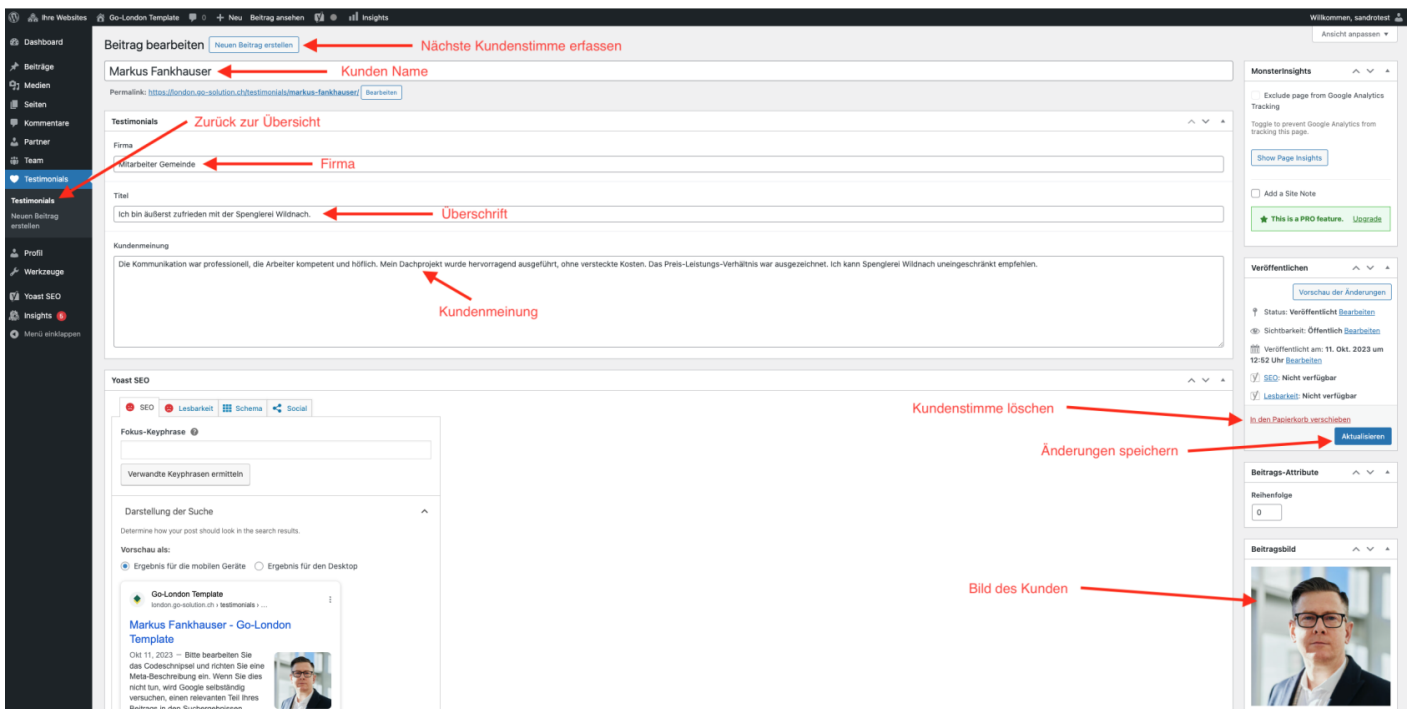 Ihre Websites Go-London Template 0 + Neu Beitrag ansehen Insights Willkommen, sandrotest
Ansicht anpassen
Dashboard
Beiträge
Medien
Seiten
Kommentare
Partner
Team
Testimonials
Testimonials
Neuen Beitrag
erstellen
Profil
Werkzeuge
Yoast SEO
Insights 5
Menü einklappen
Beitrag bearbeiten Neuen Beitrag erstellen Nächste Kundenstimme erfassen
Markus Fankhauser Kunden Name
Permalink: https://london.go-solution.ch/testimonials/markus-fankhauser/ Bearbeiten
Testimonials Zurück zur Übersicht
Firma
Mitarbeiter Gemeinde Firma
Titel
Ich bin äußerst zufrieden mit der Spenglerei Wildnach. Überschrift
Kundenmeinung
Die Kommunikation war professionell, die Arbeiter kompetent und höflich. Mein Dachprojekt wurde hervorragend ausgeführt, ohne versteckte Kosten. Das Preis-Leistungs-Verhältnis war ausgezeichnet. Ich kann Spenglerei Wildnach uneingeschränkt empfehlen.
Kundenmeinung
Yoast SEO
SEO Lesbarkeit Schema Social
Fokus-Keyphrase
Verwandte Keyphrasen ermitteln
Darstellung der Suche
Determine how your post should look in the search results.
Vorschau als:
Ergebnis für die mobilen Geräte Ergebnis für den Desktop
Go-London Template
london.go-solution.ch › testimonials › ...
Markus Fankhauser - Go-London
Template
Okt 11, 2023 — Bitte bearbeiten Sie
das Codeschnipsel und richten Sie eine
Meta-Beschreibung ein. Wenn Sie dies
nicht tun, wird Google selbständig
versuchen, einen relevanten Teil Ihres
Beitrags in den Suchergebnissen
MonsterInsights
Exclude page from Google Analytics
Tracking
Toggle to prevent Google Analytics from
tracking this page.
Show Page Insights
Add a Site Note
This is a PRO feature. Upgrade
Veröffentlichen
Vorschau der Änderungen
Status: Veröffentlicht Bearbeiten
Sichtbarkeit: Öffentlich Bearbeiten
Veröffentlicht am: 11. Okt. 2023 um
12:52 Uhr Bearbeiten
SEO: Nicht verfügbar
Lesbarkeit: Nicht verfügbar
Kundenstimme löschen In den Papierkorb verschieben
Änderungen speichern Aktualisieren
Beitrags-Attribute
Reihenfolge
0
Beitragsbild
Bild des Kunden